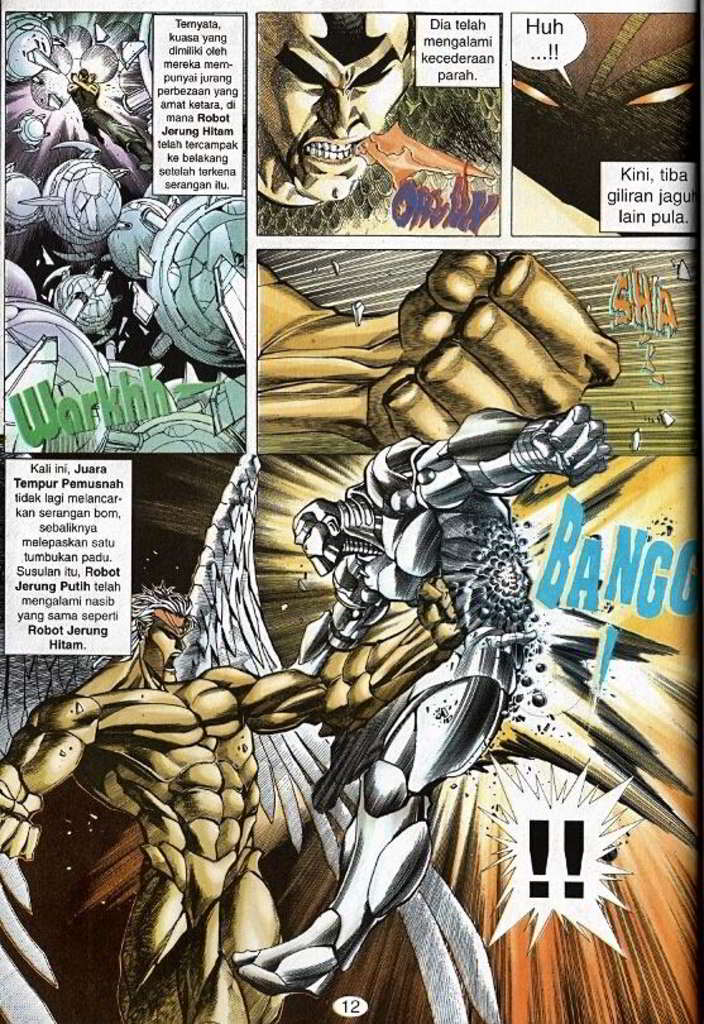 Ternyata,
kuasa yang
dimiliki oleh
mereka mem-
punyai jurang
perbezaan yang
amat ketara, di
mana Robot
Jerung Hitam
telah tercampak
ke belakang
setelah terkena
serangan itu.
Dia telah
mengalami
kecederaan
parah.
Huh
...!!
Kini, tiba
giliran jaguh
lain pula.
Warkhh
SHIA
Kali ini, Juara
Tempur Pemusnah
tidak lagi melancar-
kan serangan bom,
sebaliknya
melepaskan satu
tumbukan padu.
Susulan itu, Robot
Jerung Putih telah
mengalami nasib
yang sama seperti
Robot Jerung
Hitam.
BANGG
!
!!
12